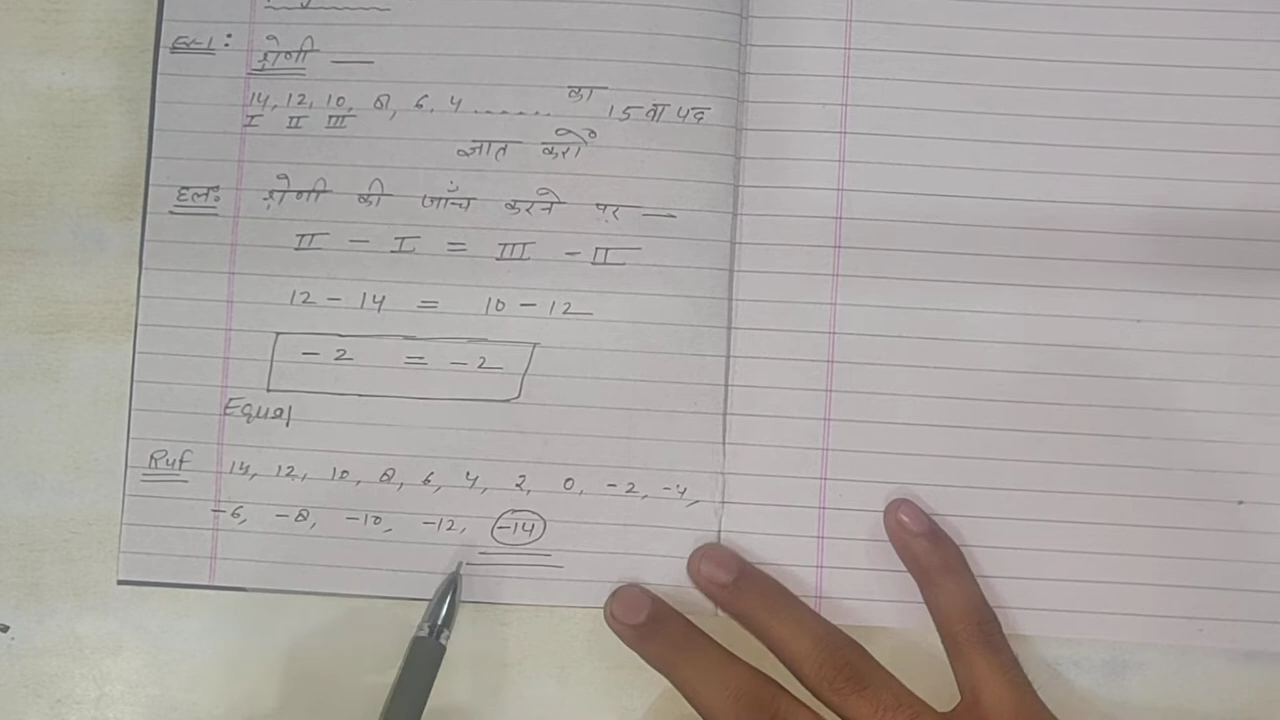 Ex-1: श्रेणी —
14, 12, 10, 8, 6, 4 ....... का 15 वा पद
I II III
ज्ञात करो
हल: श्रेणी की जाँच करने पर —
II - I = III - II
12 - 14 = 10 - 12
- 2 = - 2
Equal
Ruf 14, 12, 10, 8, 6, 4, 2, 0, -2, -4,
-6, -8, -10, -12, -14